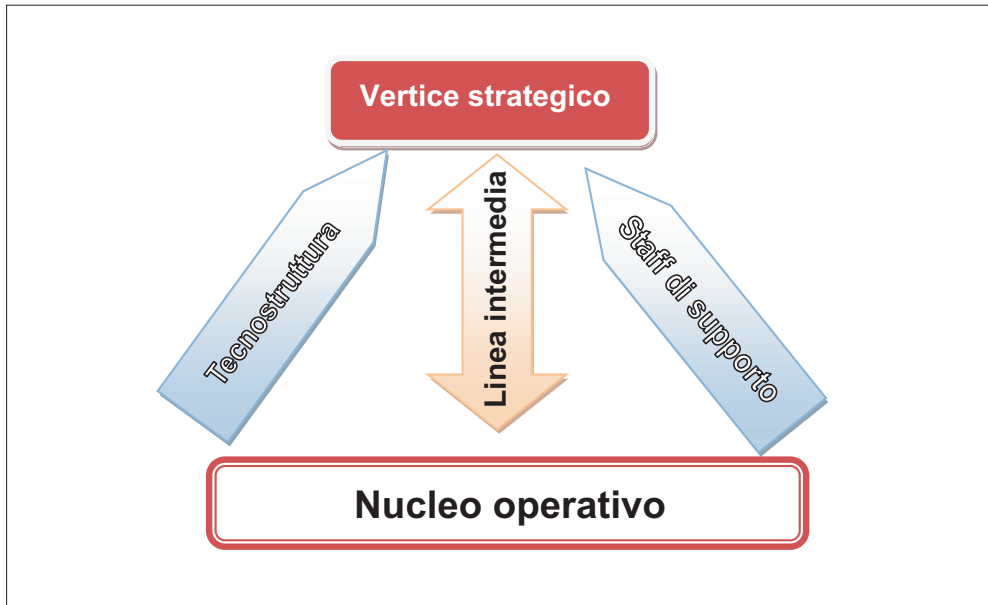 Vertice strategico
Tecnostruttura
Linea intermedia
Staff di supporto
Nucleo operativo